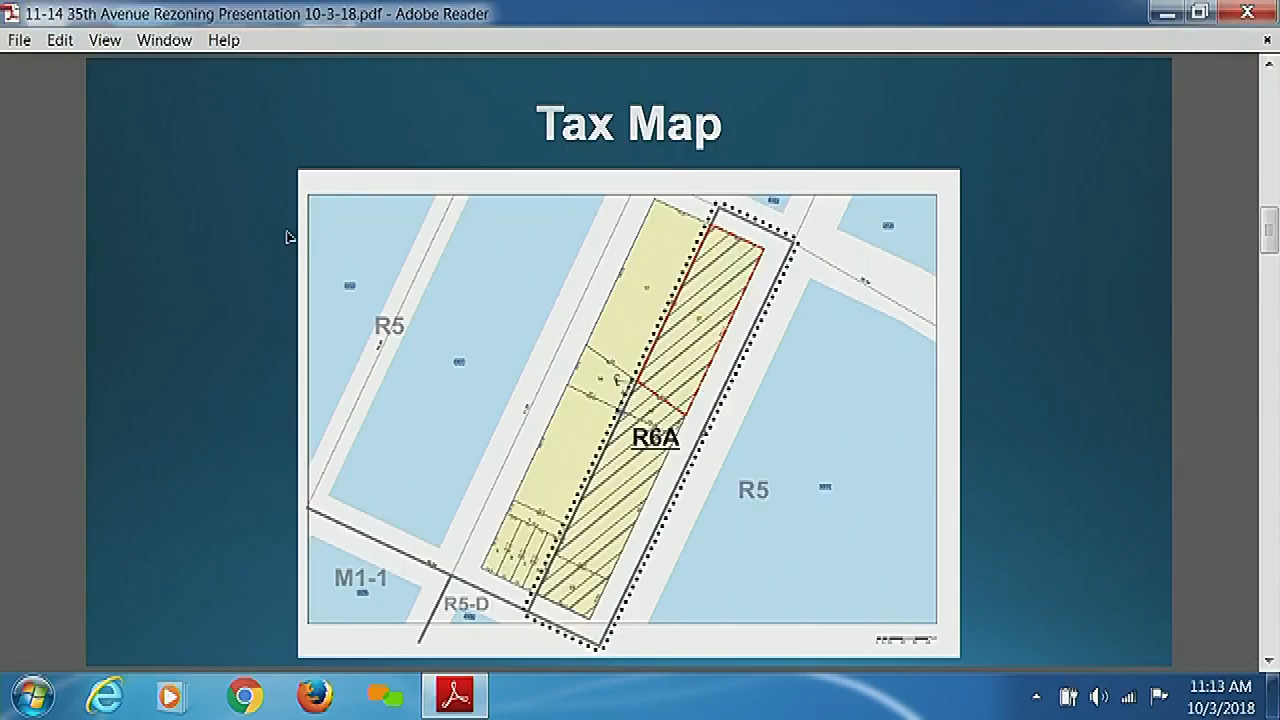 11-14 35th Avenue Rezoning Presentation 10-3-18.pdf - Adobe Reader
File Edit View Window Help
Tax Map
R5
R6A
R5
M1-1
R5-D
11:13 AM
10/3/2018